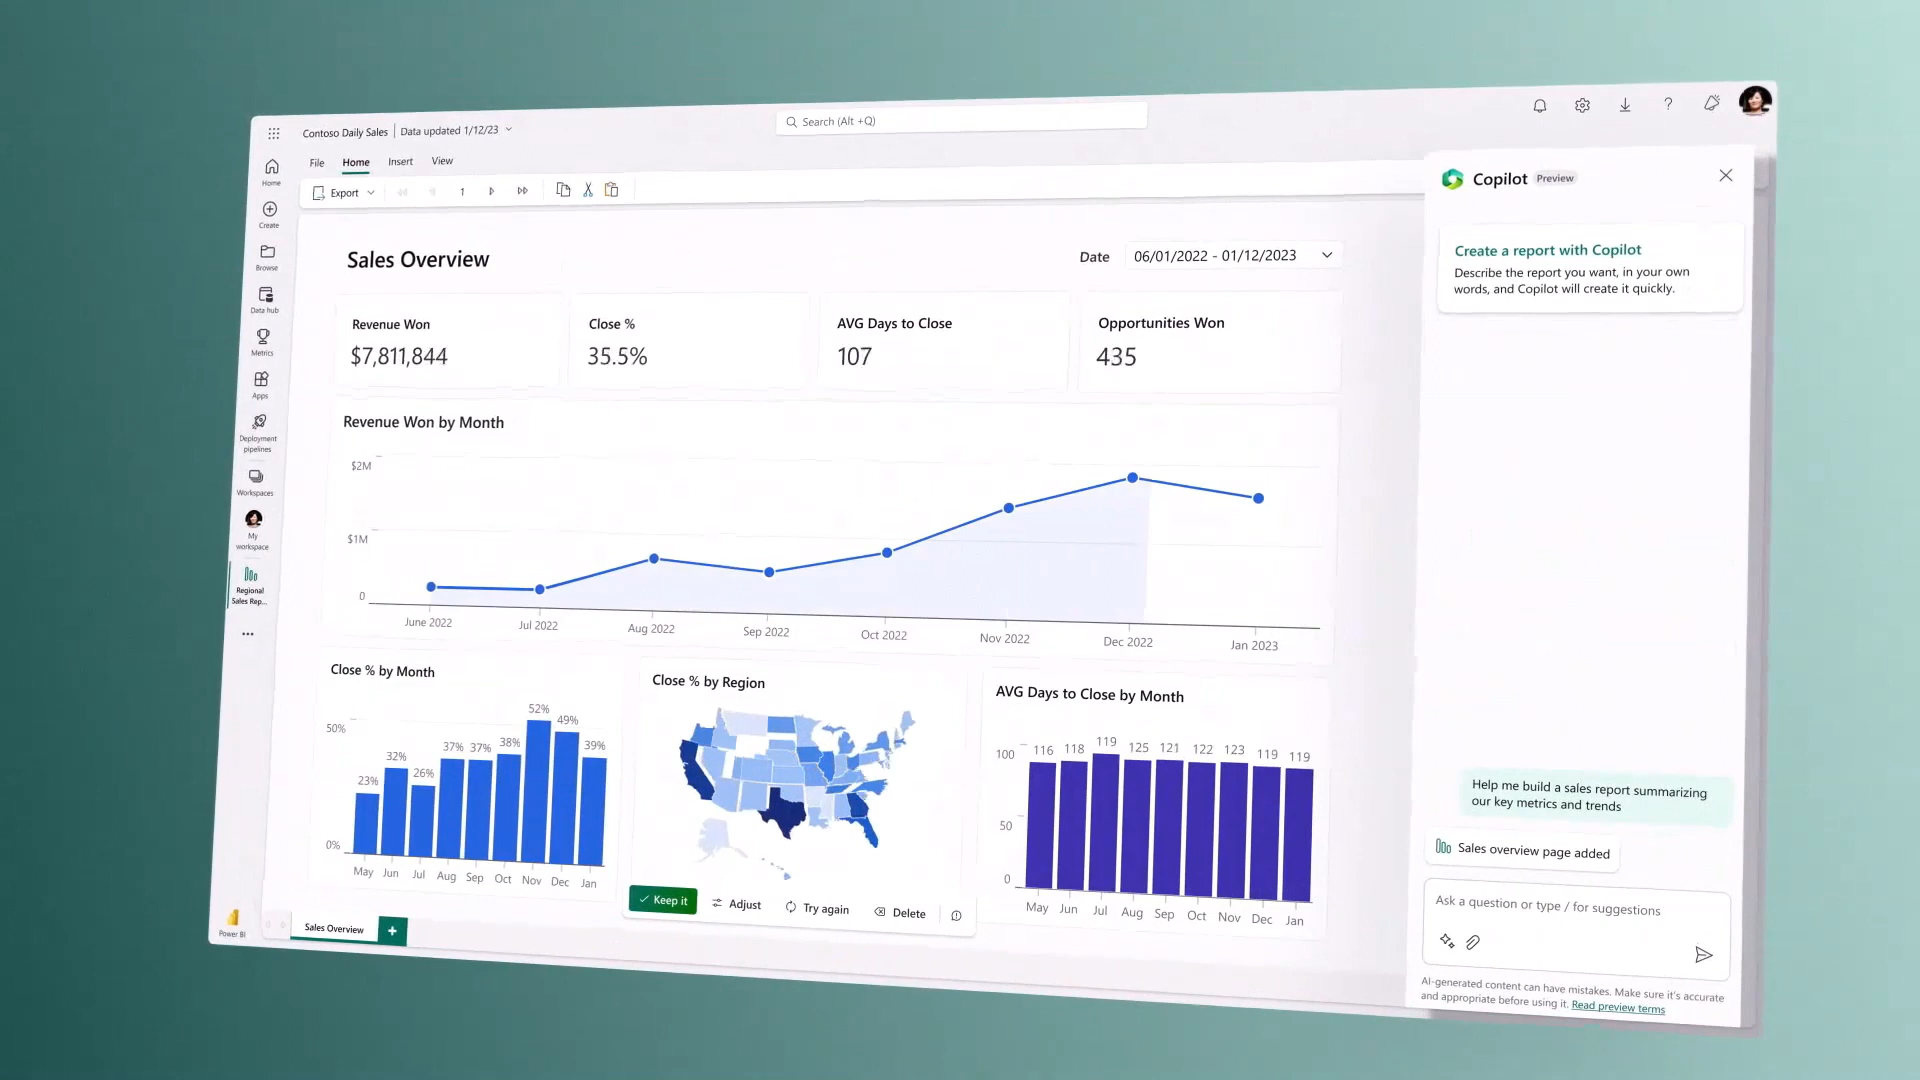 Contoso Daily Sales | Data updated 1/12/23
Search (Alt +Q)
File Home Insert View
Export 1
Home
Create
Browse
Data hub
Metrics
Apps
Deployment
pipelines
Workspaces
My
workspace
Regional
Sales Rep...
Power BI
Sales Overview
Date 06/01/2022 - 01/12/2023
Revenue Won
$7,811,844
Close %
35.5%
AVG Days to Close
107
Opportunities Won
435
Revenue Won by Month
$2M
$1M
0
June 2022 Jul 2022 Aug 2022 Sep 2022 Oct 2022 Nov 2022 Dec 2022 Jan 2023
Close % by Month
50%
0%
23% 32% 26% 37% 37% 38% 52% 49% 39%
May Jun Jul Aug Sep Oct Nov Dec Jan
Close % by Region
Keep it Adjust Try again Delete
AVG Days to Close by Month
100
50
0
116 118 119 125 121 122 123 119 119
May Jun Jul Aug Sep Oct Nov Dec Jan
Sales Overview +
Copilot Preview
Create a report with Copilot
Describe the report you want, in your own
words, and Copilot will create it quickly.
Help me build a sales report summarizing
our key metrics and trends
Sales overview page added
Ask a question or type / for suggestions
AI-generated content can have mistakes. Make sure it's accurate
and appropriate before using it. Read preview terms